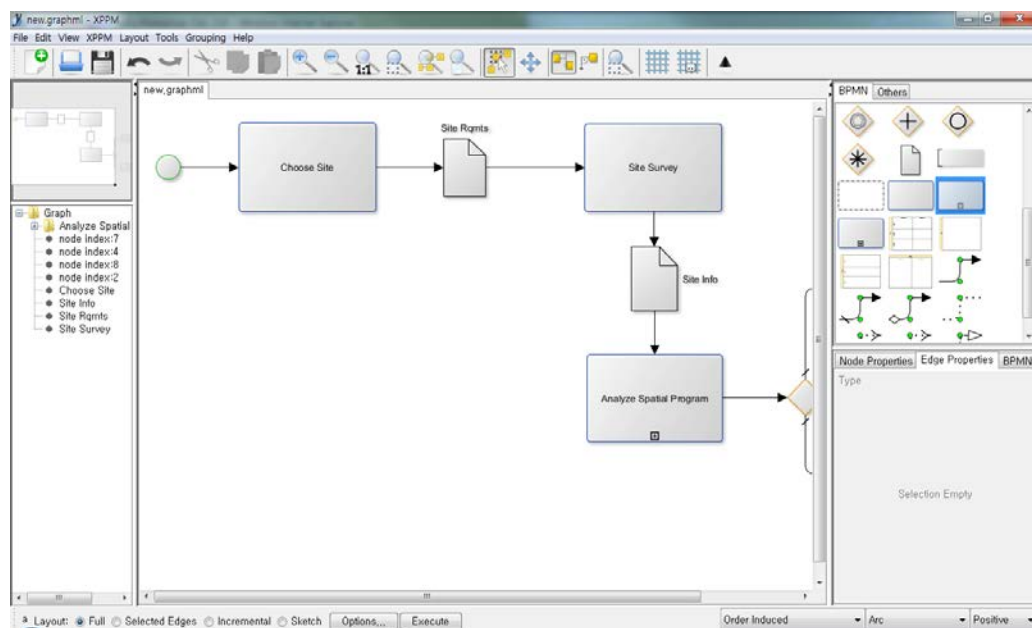 new.graphml - XPPM
File Edit View XPPM Layout Tools Grouping Help
1:1
new.graphml
BPMN Others
Graph
Analyze Spatial
node index:7
node index:4
node index:8
node index:2
Choose Site
Site Info
Site Rqmts
Site Survey
Choose Site
Site Rqmts
Site Survey
Site Info
Analyze Spatial Program
Node Properties Edge Properties BPMN
Type
Selection Empty
Layout: Full Selected Edges Incremental Sketch Options... Execute
Order Induced Arc Positive